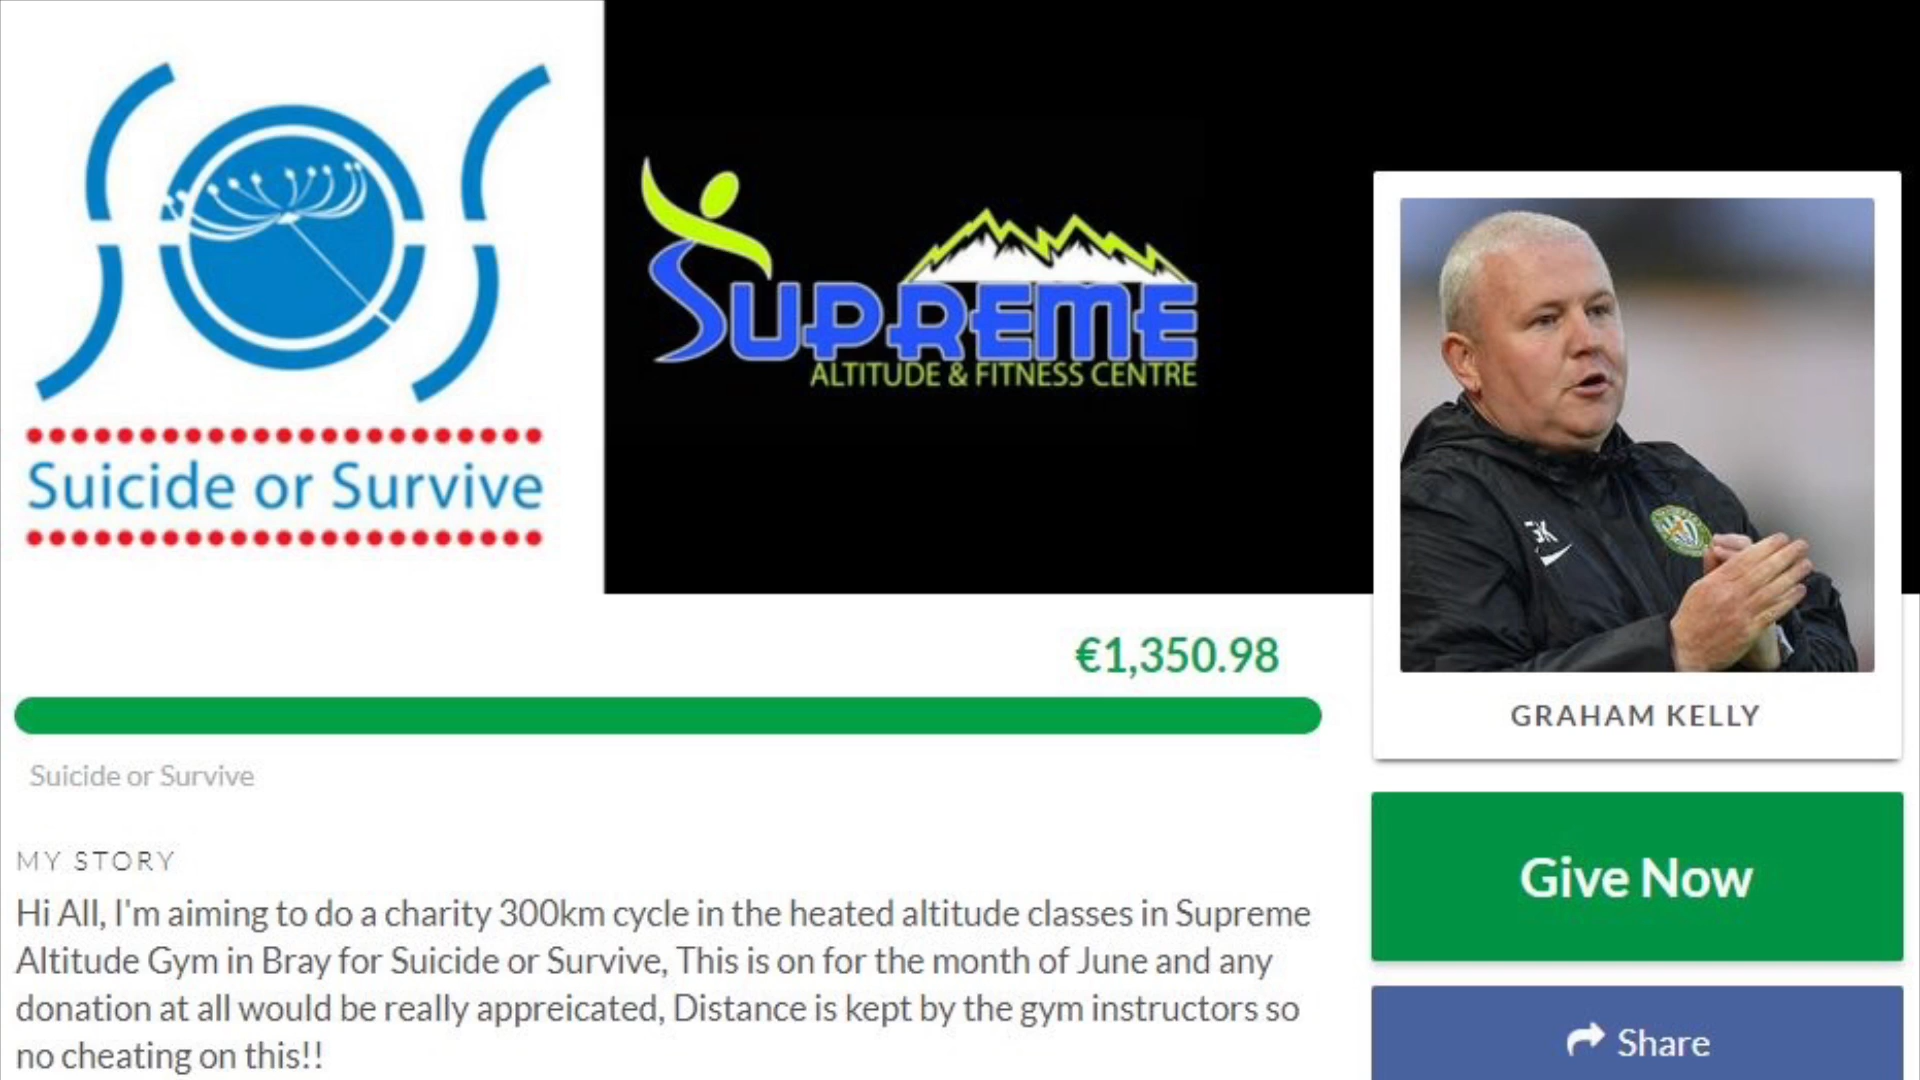 Suicide or Survive
SUPREME
ALTITUDE & FITNESS CENTRE
GK
GRAHAM KELLY
€1,350.98
Suicide or Survive
MY STORY
Hi All, I'm aiming to do a charity 300km cycle in the heated altitude classes in Supreme
Altitude Gym in Bray for Suicide or Survive, This is on for the month of June and any
donation at all would be really appreicated, Distance is kept by the gym instructors so
no cheating on this!!
Give Now
Share